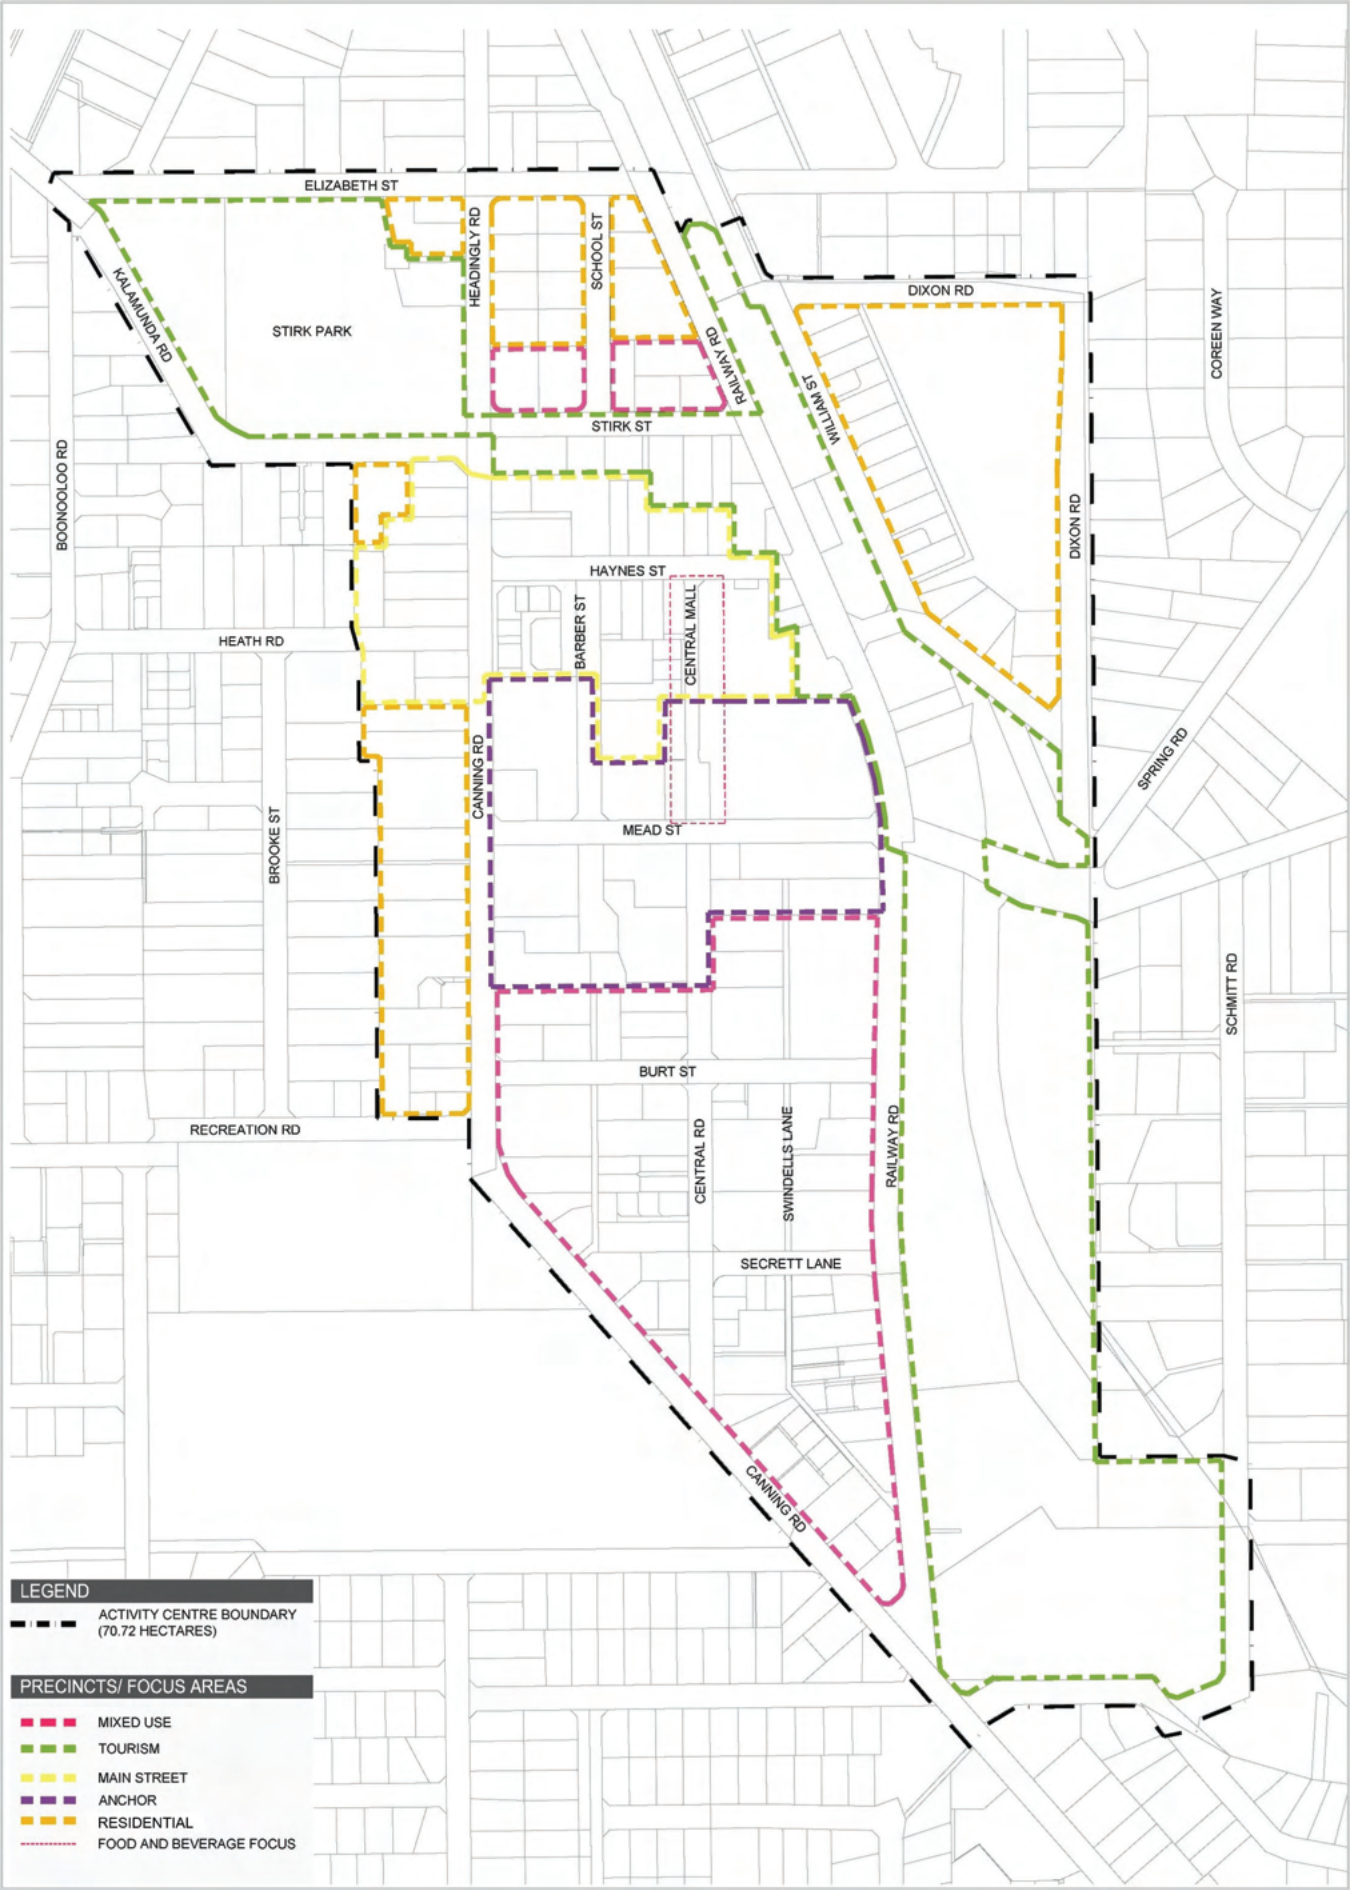 ELIZABETH ST
HEADINGLY RD
SCHOOL ST
KALAMUNDA RD
STIRK PARK
RAILWAY RD
WILLIAM ST
DIXON RD
COREEN WAY
STIRK ST
BOONOOLOO RD
DIXON RD
HAYNES ST
BARBER ST
CENTRAL MALL
HEATH RD
CANNING RD
SPRING RD
BROOKE ST
MEAD ST
SCHMITT RD
BURT ST
RECREATION RD
CENTRAL RD
SWINDELLS LANE
RAILWAY RD
SECRETT LANE
CANNING RD
LEGEND
ACTIVITY CENTRE BOUNDARY
(70.72 HECTARES)
PRECINCTS/ FOCUS AREAS
MIXED USE
TOURISM
MAIN STREET
ANCHOR
RESIDENTIAL
FOOD AND BEVERAGE FOCUS